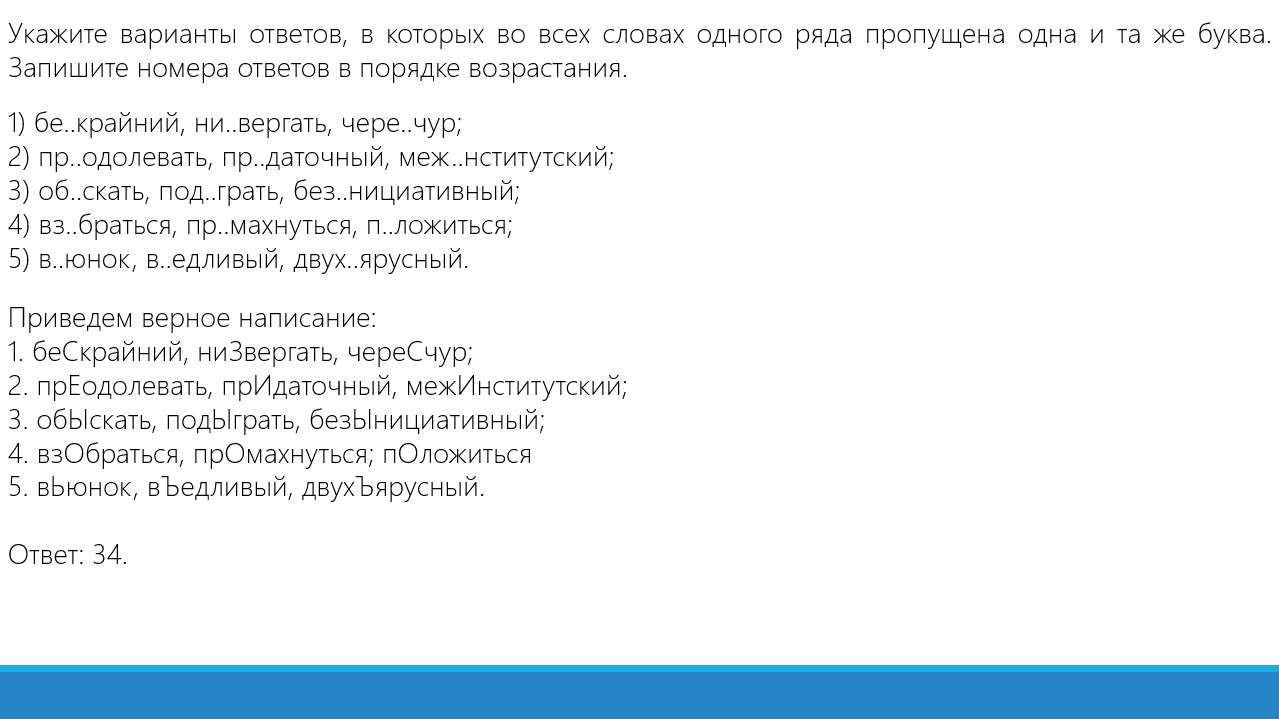 Укажите варианты ответов, в которых во всех словах одного ряда пропущена одна и та же буква.
Запишите номера ответов в порядке возрастания.
1) бе..крайний, ни..вергать, чере..чур;
2) пр..одолевать, пр..даточный, меж..нститутский;
3) об..скать, под..грать, без..нициативный;
4) вз..браться, пр..махнуться, п..ложиться;
5) в..юнок, в..едливый, двух..ярусный.
Приведем верное написание:
1. беСкрайний, ниЗвергать, череСчур;
2. прЕодолевать, прИдаточный, межИнститутский;
3. обЫскать, подЫграть, безЫнициативный;
4. взОбраться, прОмахнуться; пОложиться
5. вЬюнок, вЪедливый, двухЪярусный.
Ответ: 34.